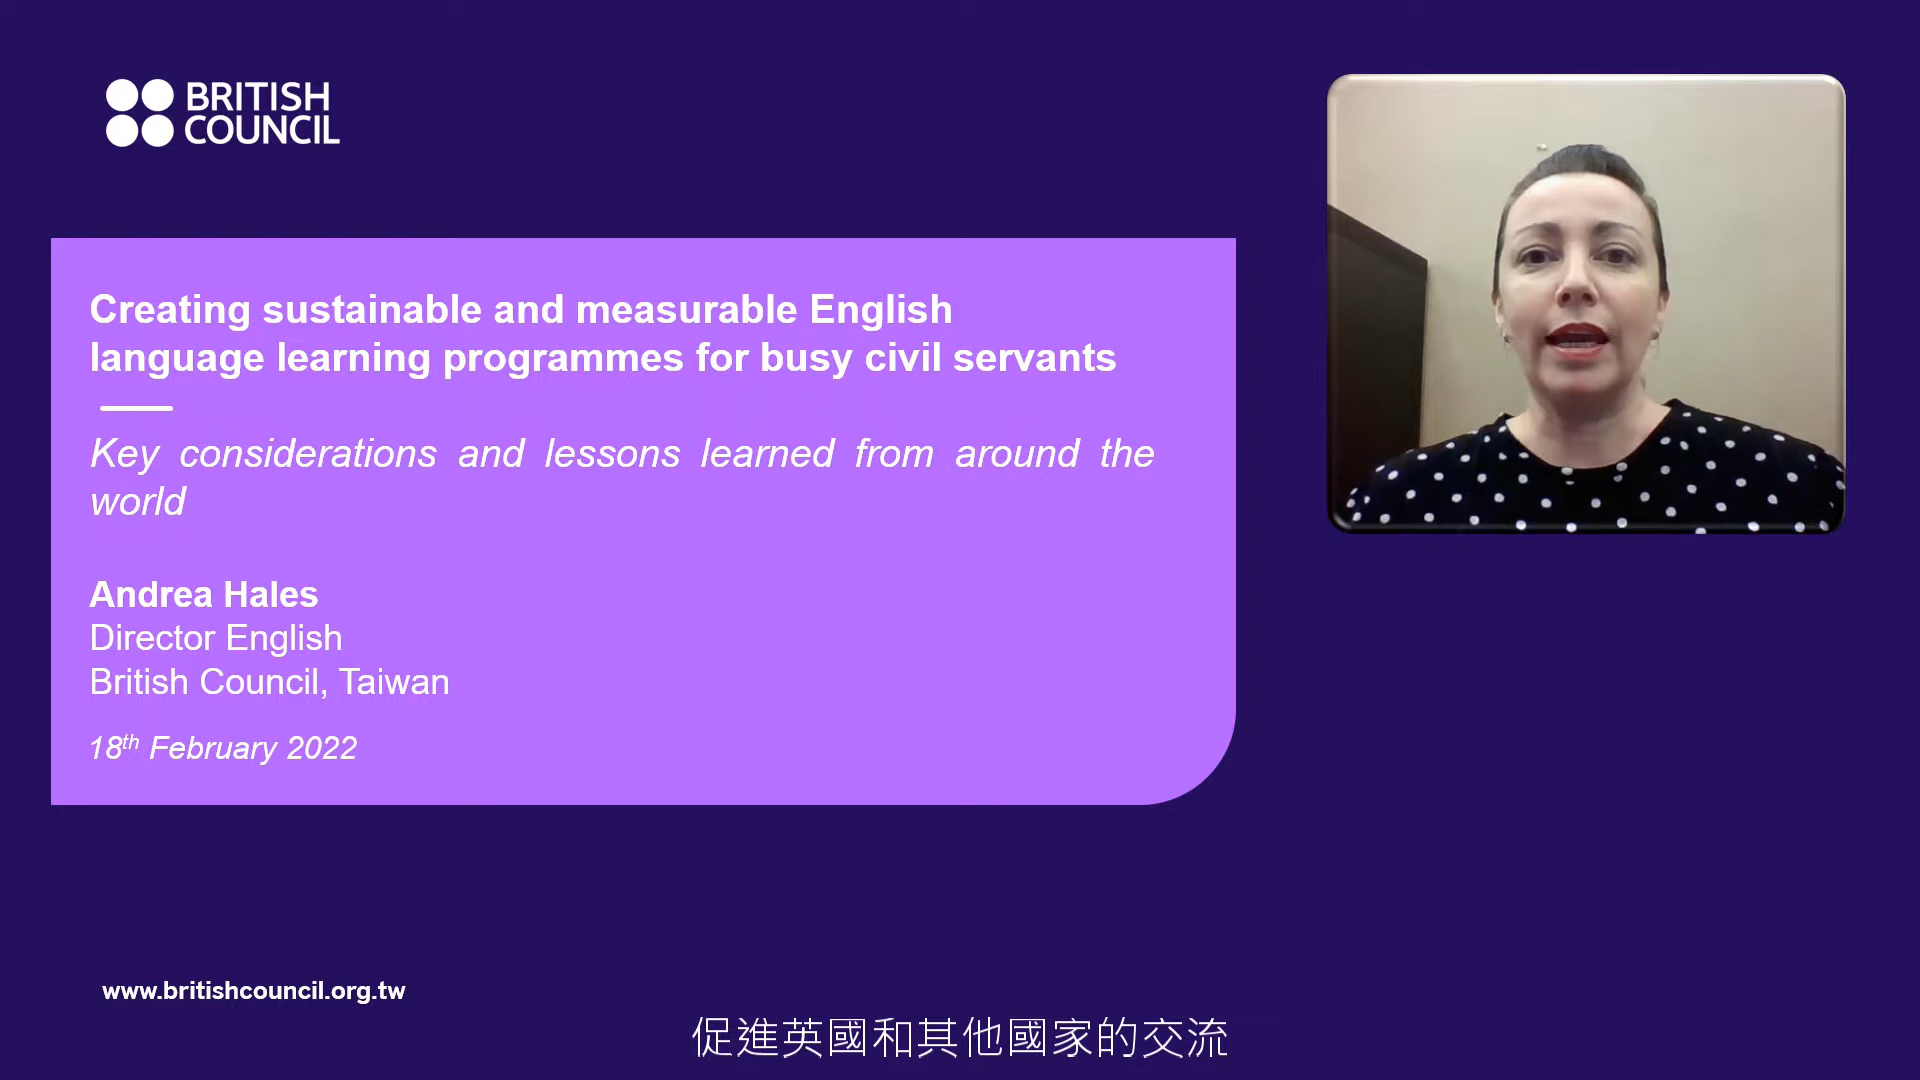 BRITISH
COUNCIL
Creating sustainable and measurable English
language learning programmes for busy civil servants
Key considerations and lessons learned from around the
world
Andrea Hales
Director English
British Council, Taiwan
18th February 2022
www.britishcouncil.org.tw
促進英國和其他國家的交流